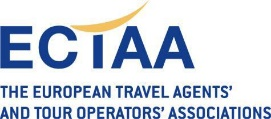 ECTAA
THE EUROPEAN TRAVEL AGENTS'
AND TOUR OPERATORS' ASSOCIATIONS